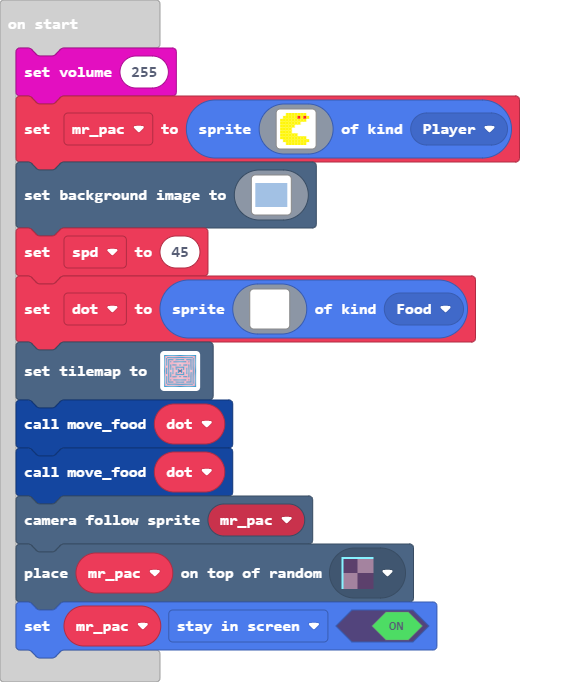 on start
set volume 255
set mr_pac to sprite of kind Player
set background image to
set spd to 45
set dot to sprite of kind Food
set tilemap to
call move_food dot
call move_food dot
camera follow sprite mr_pac
place mr_pac on top of random
set mr_pac stay in screen ON